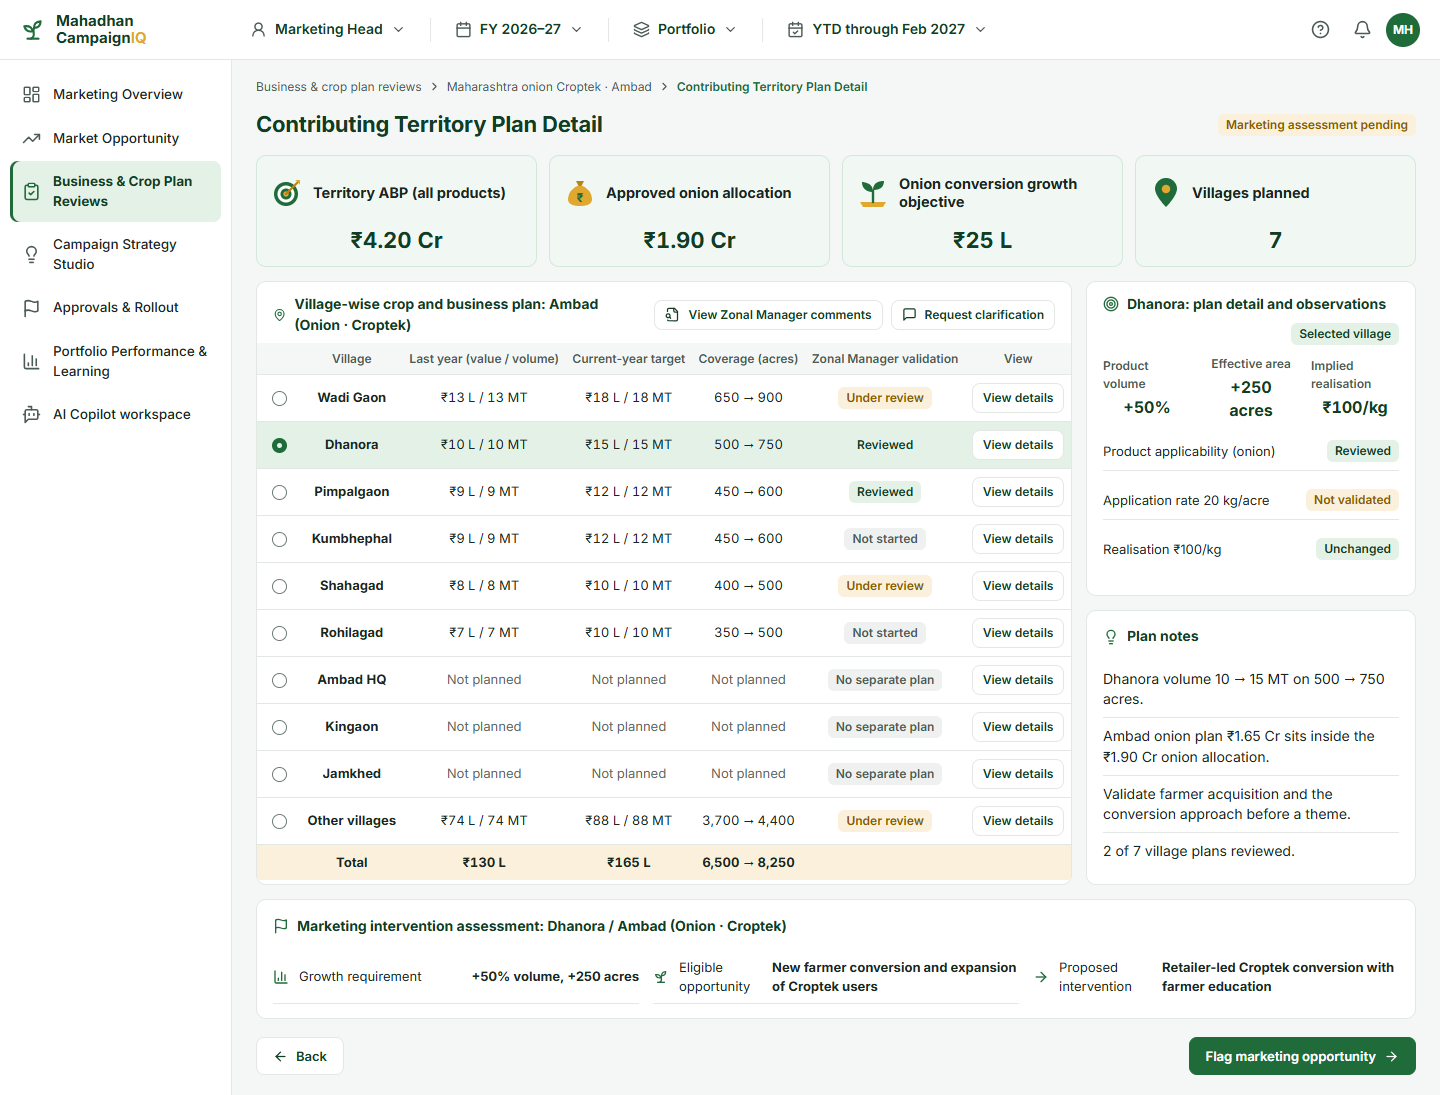 Mahadhan
CampaignIQ
Marketing Head
FY 2026–27
Portfolio
YTD through Feb 2027
MH
Marketing Overview
Market Opportunity
Business & Crop Plan
Reviews
Campaign Strategy
Studio
Approvals & Rollout
Portfolio Performance &
Learning
AI Copilot workspace
Business & crop plan reviews > Maharashtra onion Croptek · Ambad > Contributing Territory Plan Detail
Contributing Territory Plan Detail
Marketing assessment pending
Territory ABP (all products)
₹4.20 Cr
Approved onion allocation
₹1.90 Cr
Onion conversion growth
objective
₹25 L
Villages planned
7
Village-wise crop and business plan: Ambad
(Onion · Croptek)
View Zonal Manager comments
Request clarification
Village Last year (value / volume) Current-year target Coverage (acres) Zonal Manager validation View
Wadi Gaon ₹13 L / 13 MT ₹18 L / 18 MT 650 → 900 Under review View details
Dhanora ₹10 L / 10 MT ₹15 L / 15 MT 500 → 750 Reviewed View details
Pimpalgaon ₹9 L / 9 MT ₹12 L / 12 MT 450 → 600 Reviewed View details
Kumbhephal ₹9 L / 9 MT ₹12 L / 12 MT 450 → 600 Not started View details
Shahagad ₹8 L / 8 MT ₹10 L / 10 MT 400 → 500 Under review View details
Rohilagad ₹7 L / 7 MT ₹10 L / 10 MT 350 → 500 Not started View details
Ambad HQ Not planned Not planned Not planned No separate plan View details
Kingaon Not planned Not planned Not planned No separate plan View details
Jamkhed Not planned Not planned Not planned No separate plan View details
Other villages ₹74 L / 74 MT ₹88 L / 88 MT 3,700 → 4,400 Under review View details
Total ₹130 L ₹165 L 6,500 → 8,250
Dhanora: plan detail and observations
Selected village
Product
volume
+50%
Effective area
+250
acres
Implied
realisation
₹100/kg
Product applicability (onion) Reviewed
Application rate 20 kg/acre Not validated
Realisation ₹100/kg Unchanged
Plan notes
Dhanora volume 10 → 15 MT on 500 → 750
acres.
Ambad onion plan ₹1.65 Cr sits inside the
₹1.90 Cr onion allocation.
Validate farmer acquisition and the
conversion approach before a theme.
2 of 7 village plans reviewed.
Marketing intervention assessment: Dhanora / Ambad (Onion · Croptek)
Growth requirement
+50% volume, +250 acres
Eligible
opportunity
New farmer conversion and expansion
of Croptek users
Proposed
intervention
Retailer-led Croptek conversion with
farmer education
Back
Flag marketing opportunity